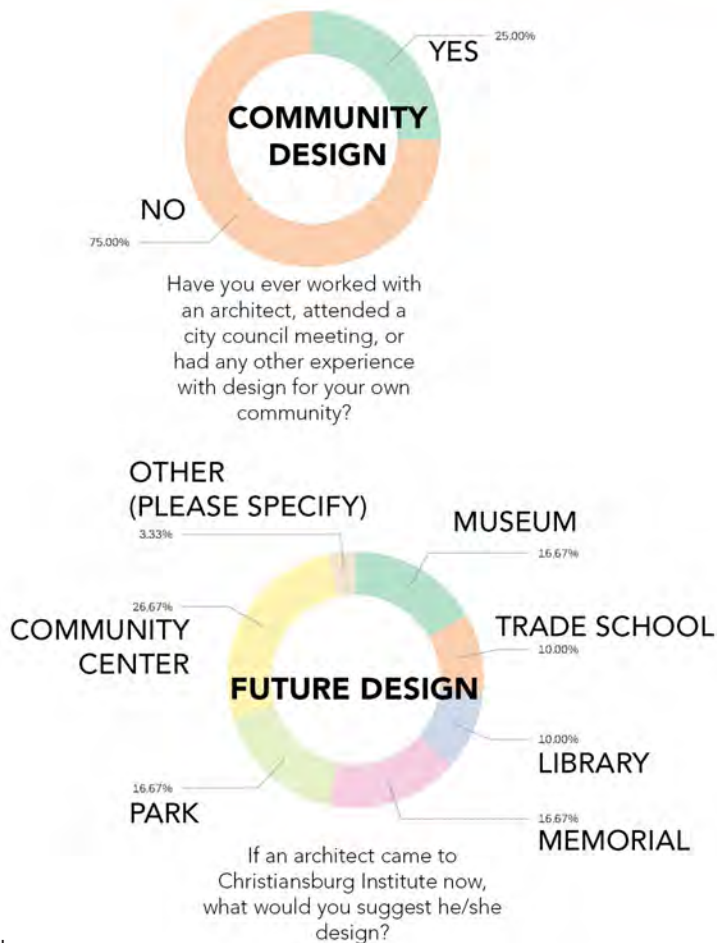 25.00%
YES
COMMUNITY
DESIGN
NO
75.00%
Have you ever worked with
an architect, attended a
city council meeting, or
had any other experience
with design for your own
community?
OTHER
(PLEASE SPECIFY)
3.33%
MUSEUM
16.67%
26.67%
COMMUNITY
CENTER
TRADE SCHOOL
10.00%
FUTURE DESIGN
10.00%
LIBRARY
16.67%
PARK
16.67%
MEMORIAL
If an architect came to
Christiansburg Institute now,
what would you suggest he/she
design?